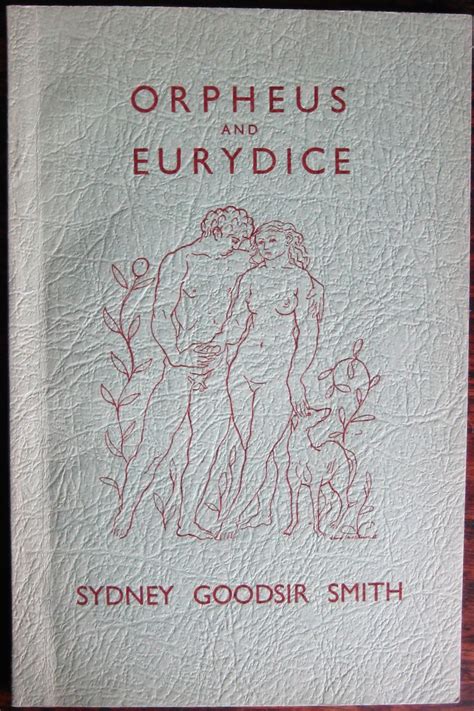 ORPHEUS
AND
EURYDICE
SYDNEY GOODSIR SMITH